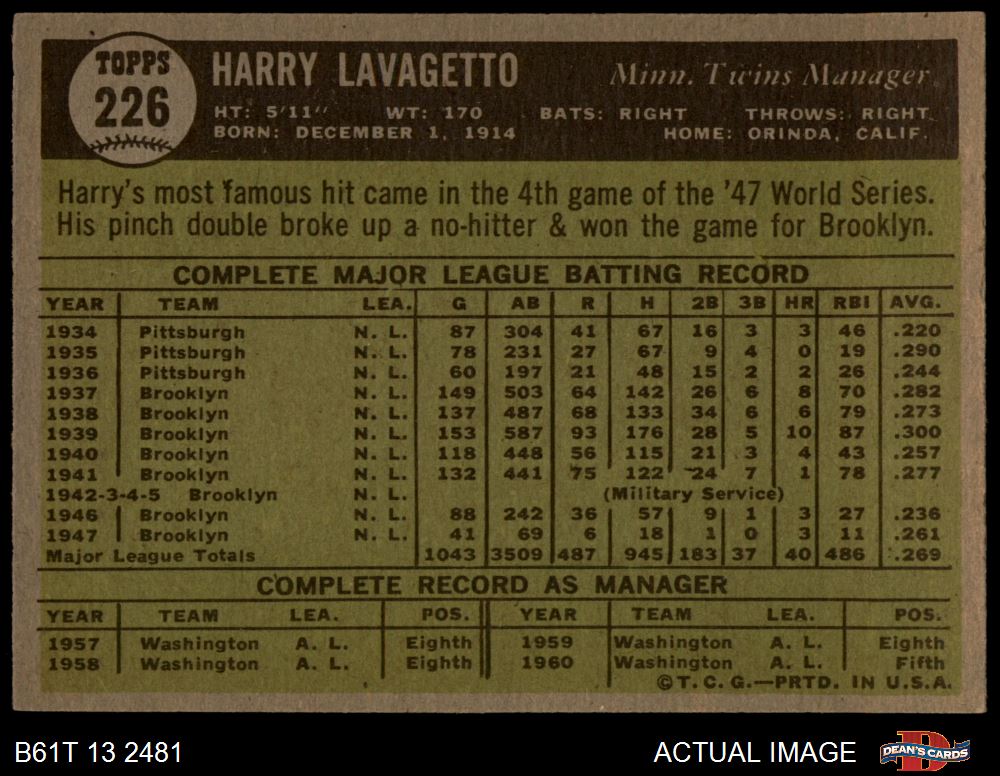 TOPPS
226
HARRY LAVAGETTO Minn. Twins Manager
HT: 5'11" WT: 170 BATS: RIGHT THROWS: RIGHT
BORN: DECEMBER 1, 1914 HOME: ORINDA, CALIF.
Harry's most famous hit came in the 4th game of the '47 World Series.
His pinch double broke up a no-hitter & won the game for Brooklyn.
COMPLETE MAJOR LEAGUE BATTING RECORD
YEAR TEAM LEA. G AB R H 2B 3B HR RBI AVG.
1934 Pittsburgh N. L. 87 304 41 67 16 3 3 46 .220
1935 Pittsburgh N. L. 78 231 27 67 9 4 0 19 .290
1936 Pittsburgh N. L. 60 197 21 48 15 2 2 26 .244
1937 Brooklyn N. L. 149 503 64 142 26 6 8 70 .282
1938 Brooklyn N. L. 137 487 68 133 34 6 6 79 .273
1939 Brooklyn N. L. 153 587 93 176 28 5 10 87 .300
1940 Brooklyn N. L. 118 448 56 115 21 3 4 43 .257
1941 Brooklyn N. L. 132 441 75 122 24 7 1 78 .277
1942-3-4-5 Brooklyn N. L. (Military Service)
1946 Brooklyn N. L. 88 242 36 57 9 1 3 27 .236
1947 Brooklyn N. L. 41 69 6 18 1 0 3 11 .261
Major League Totals 1043 3509 487 945 183 37 40 486 .269
COMPLETE RECORD AS MANAGER
YEAR TEAM LEA. POS. YEAR TEAM LEA. POS.
1957 Washington A. L. Eighth 1959 Washington A. L. Eighth
1958 Washington A. L. Eighth 1960 Washington A. L. Fifth
©T. C. G.—PRTD. IN U.S.A.
B61T 13 2481 ACTUAL IMAGE DEAN'S CARDS